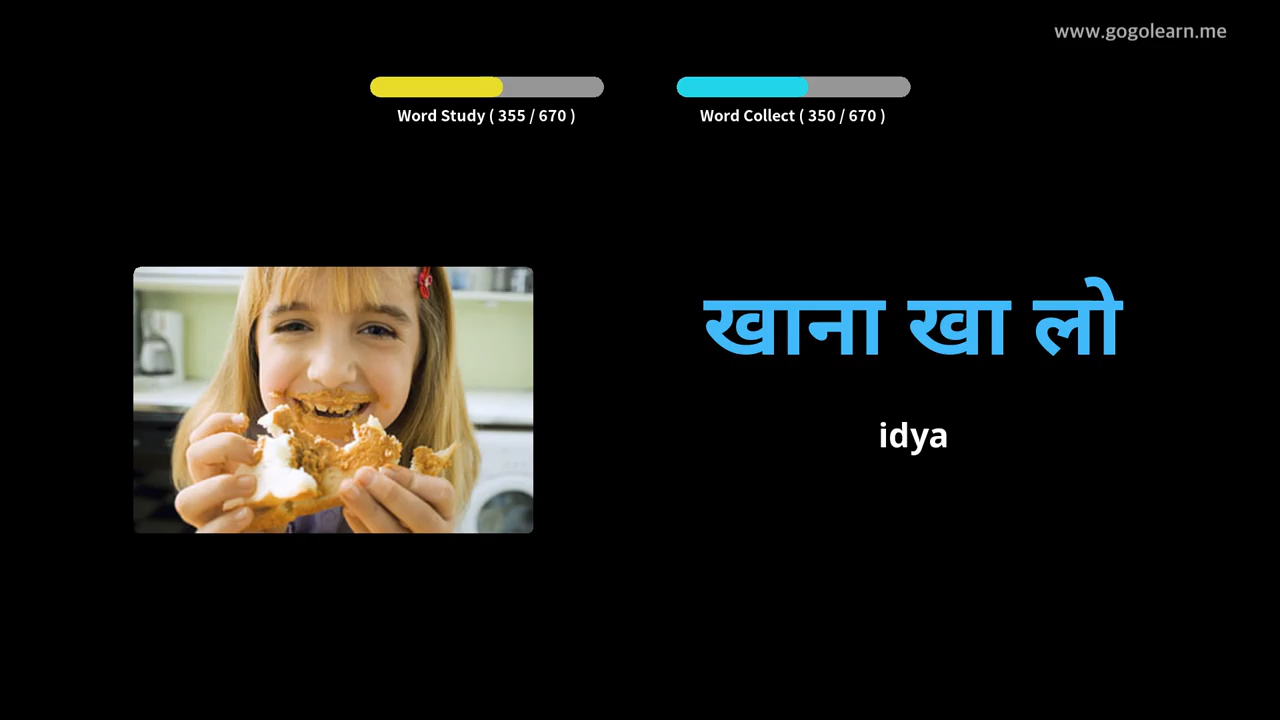 www.gogolearn.me
Word Study ( 355 / 670 )
Word Collect ( 350 / 670 )
खाना खा लो
idya